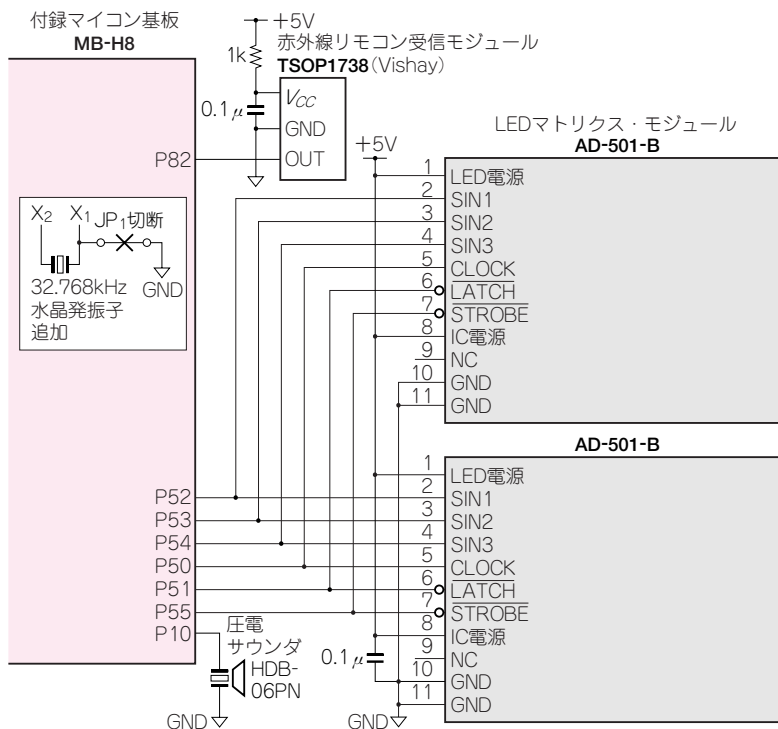 付録マイコン基板
MB-H8
+5V
1k
赤外線リモコン受信モジュール
TSOP1738(Vishay)
0.1μ
VCC
GND
OUT
P82
X2 X1 JP1切断
32.768kHz
水晶発振子
追加
GND
LEDマトリクス・モジュール
AD-501-B
+5V
1 LED電源
2 SIN1
3 SIN2
4 SIN3
5 CLOCK
6 LATCH
7 STROBE
8 IC電源
9 NC
10 GND
11 GND
AD-501-B
1 LED電源
2 SIN1
3 SIN2
4 SIN3
5 CLOCK
6 LATCH
7 STROBE
8 IC電源
9 NC
10 GND
11 GND
P52
P53
P54
P50
P51
P55
P10
圧電
サウンダ
HDB-
06PN
GND
0.1μ
GND